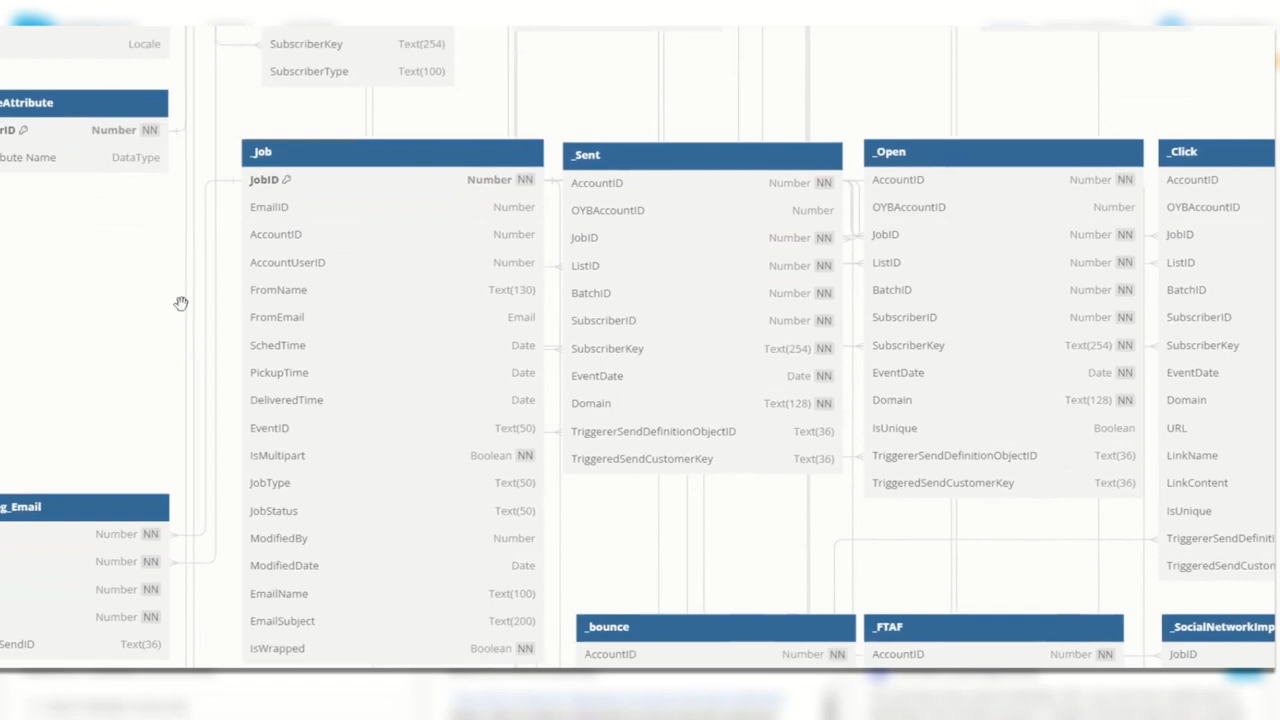 Locale
eAttribute
rID Number NN
bute Name DataType
g_Email
Number NN
Number NN
Number NN
Number NN
SendID Text(36)
SubscriberKey Text(254)
SubscriberType Text(100)
_Job
JobID Number NN
EmailID Number
AccountID Number
AccountUserID Number
FromName Text(130)
FromEmail Email
SchedTime Date
PickupTime Date
DeliveredTime Date
EventID Text(50)
IsMultipart Boolean NN
JobType Text(50)
JobStatus Text(50)
ModifiedBy Number
ModifiedDate Date
EmailName Text(100)
EmailSubject Text(200)
IsWrapped Boolean NN
_Sent
AccountID Number NN
OYBAccountID Number
JobID Number NN
ListID Number NN
BatchID Number NN
SubscriberID Number NN
SubscriberKey Text(254) NN
EventDate Date NN
Domain Text(128) NN
TriggererSendDefinitionObjectID Text(36)
TriggeredSendCustomerKey Text(36)
_bounce
AccountID Number NN
_Open
AccountID Number NN
OYBAccountID Number
JobID Number NN
ListID Number NN
BatchID Number NN
SubscriberID Number NN
SubscriberKey Text(254) NN
EventDate Date NN
Domain Text(128) NN
IsUnique Boolean
TriggererSendDefinitionObjectID Text(36)
TriggeredSendCustomerKey Text(36)
_FTAF
AccountID Number NN
_Click
AccountID
OYBAccountID
JobID
ListID
BatchID
SubscriberID
SubscriberKey
EventDate
Domain
URL
LinkName
LinkContent
IsUnique
TriggererSendDefiniti
TriggeredSendCuston
_SocialNetworkImp
JobID